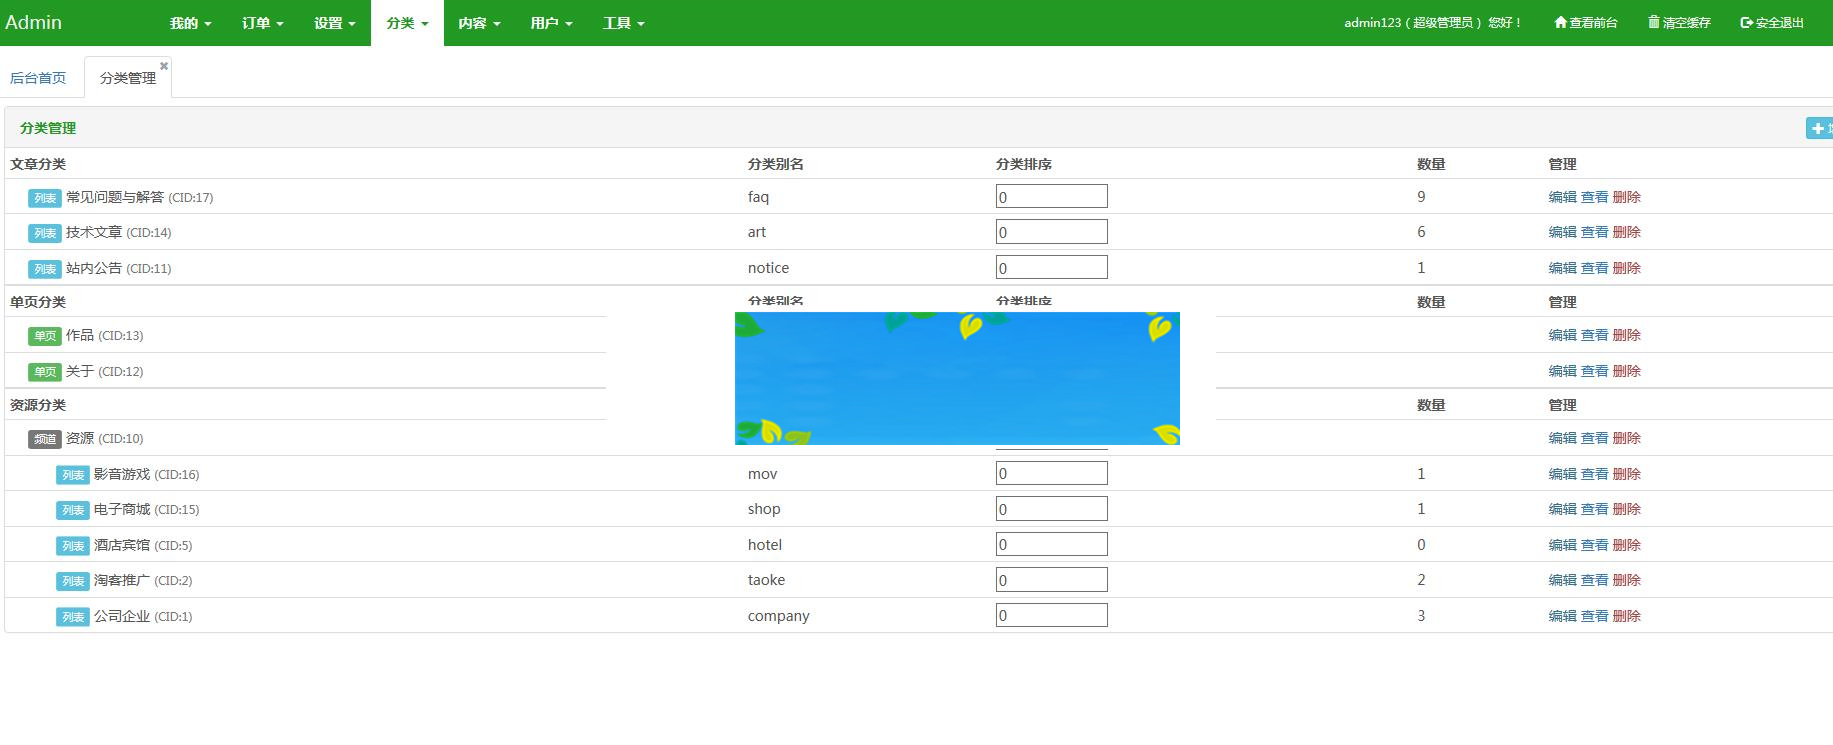 Admin 我的 订单 设置 分类 内容 用户 工具 admin123（超级管理员）您好！ 查看前台 清空缓存 安全退出
后台首页 分类管理
分类管理
文章分类 分类别名 分类排序 数量 管理
列表 常见问题与解答 (CID:17) faq 0 9 编辑 查看 删除
列表 技术文章 (CID:14) art 0 6 编辑 查看 删除
列表 站内公告 (CID:11) notice 0 1 编辑 查看 删除
单页分类 分类别名 分类排序 数量 管理
单页 作品 (CID:13) 编辑 查看 删除
单页 关于 (CID:12) 编辑 查看 删除
资源分类 数量 管理
频道 资源 (CID:10) 编辑 查看 删除
列表 影音游戏 (CID:16) mov 0 1 编辑 查看 删除
列表 电子商城 (CID:15) shop 0 1 编辑 查看 删除
列表 酒店宾馆 (CID:5) hotel 0 0 编辑 查看 删除
列表 淘客推广 (CID:2) taoke 0 2 编辑 查看 删除
列表 公司企业 (CID:1) company 0 3 编辑 查看 删除